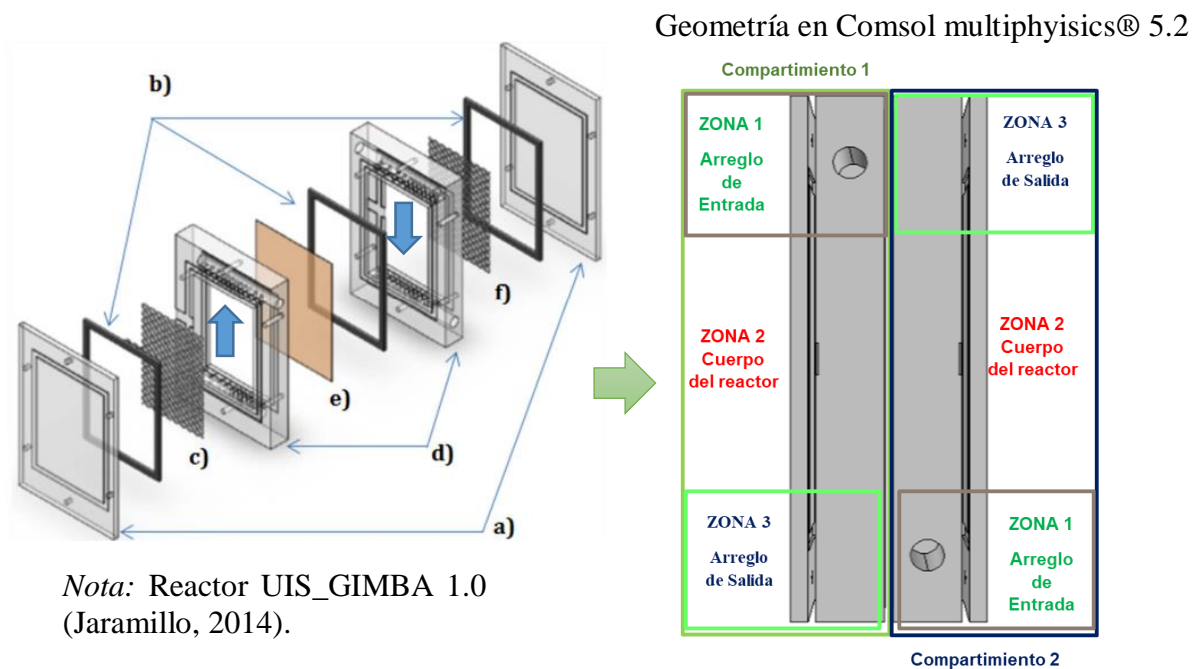 Geometría en Comsol multiphyisics® 5.2
b)
f)
e)
c)
d)
a)
Nota: Reactor UIS_GIMBA 1.0
(Jaramillo, 2014).
Compartimiento 1
ZONA 1
Arreglo
de
Entrada
ZONA 3
Arreglo
de Salida
ZONA 2
Cuerpo
del reactor
ZONA 2
Cuerpo
del reactor
ZONA 3
Arreglo
de Salida
ZONA 1
Arreglo
de
Entrada
Compartimiento 2